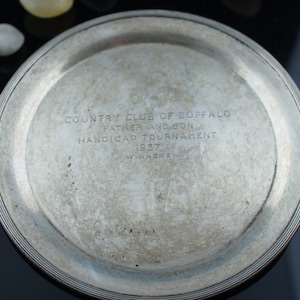 COUNTRY CLUB OF BUFFALO
FATHER AND SON
HANDICAP TOURNAMENT
1937
WINNERS